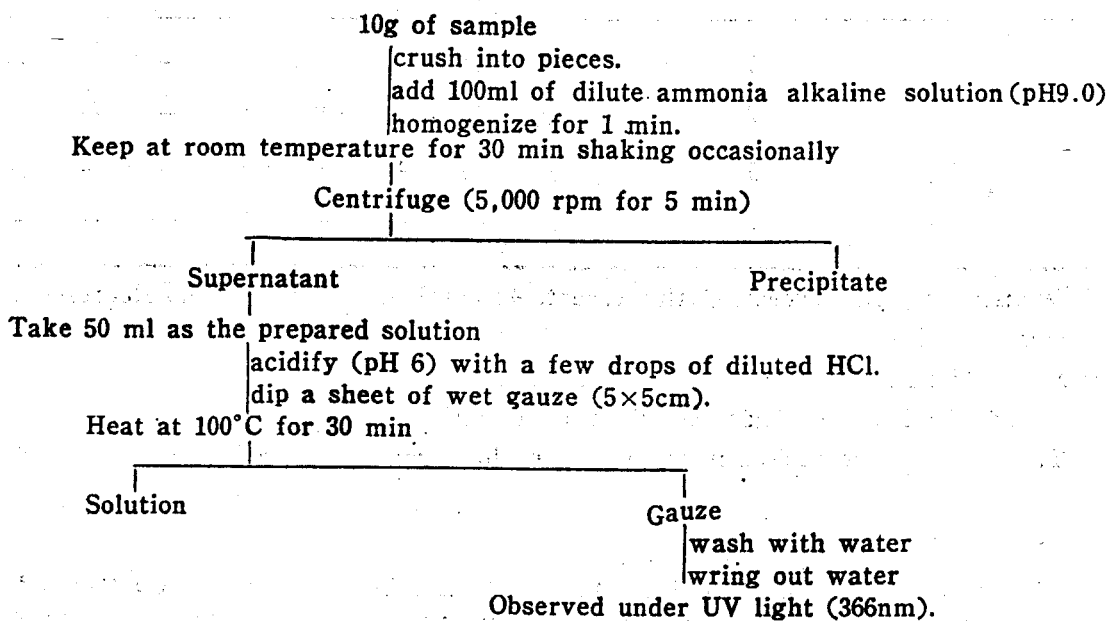 10g of sample
crush into pieces.
add 100ml of dilute ammonia alkaline solution (pH9.0)
homogenize for 1 min.
Keep at room temperature for 30 min shaking occasionally
Centrifuge (5,000 rpm for 5 min)
Supernatant Precipitate
Take 50 ml as the prepared solution
acidify (pH 6) with a few drops of diluted HCl.
dip a sheet of wet gauze (5×5cm).
Heat at 100°C for 30 min
Solution Gauze
wash with water
wring out water
Observed under UV light (366nm).